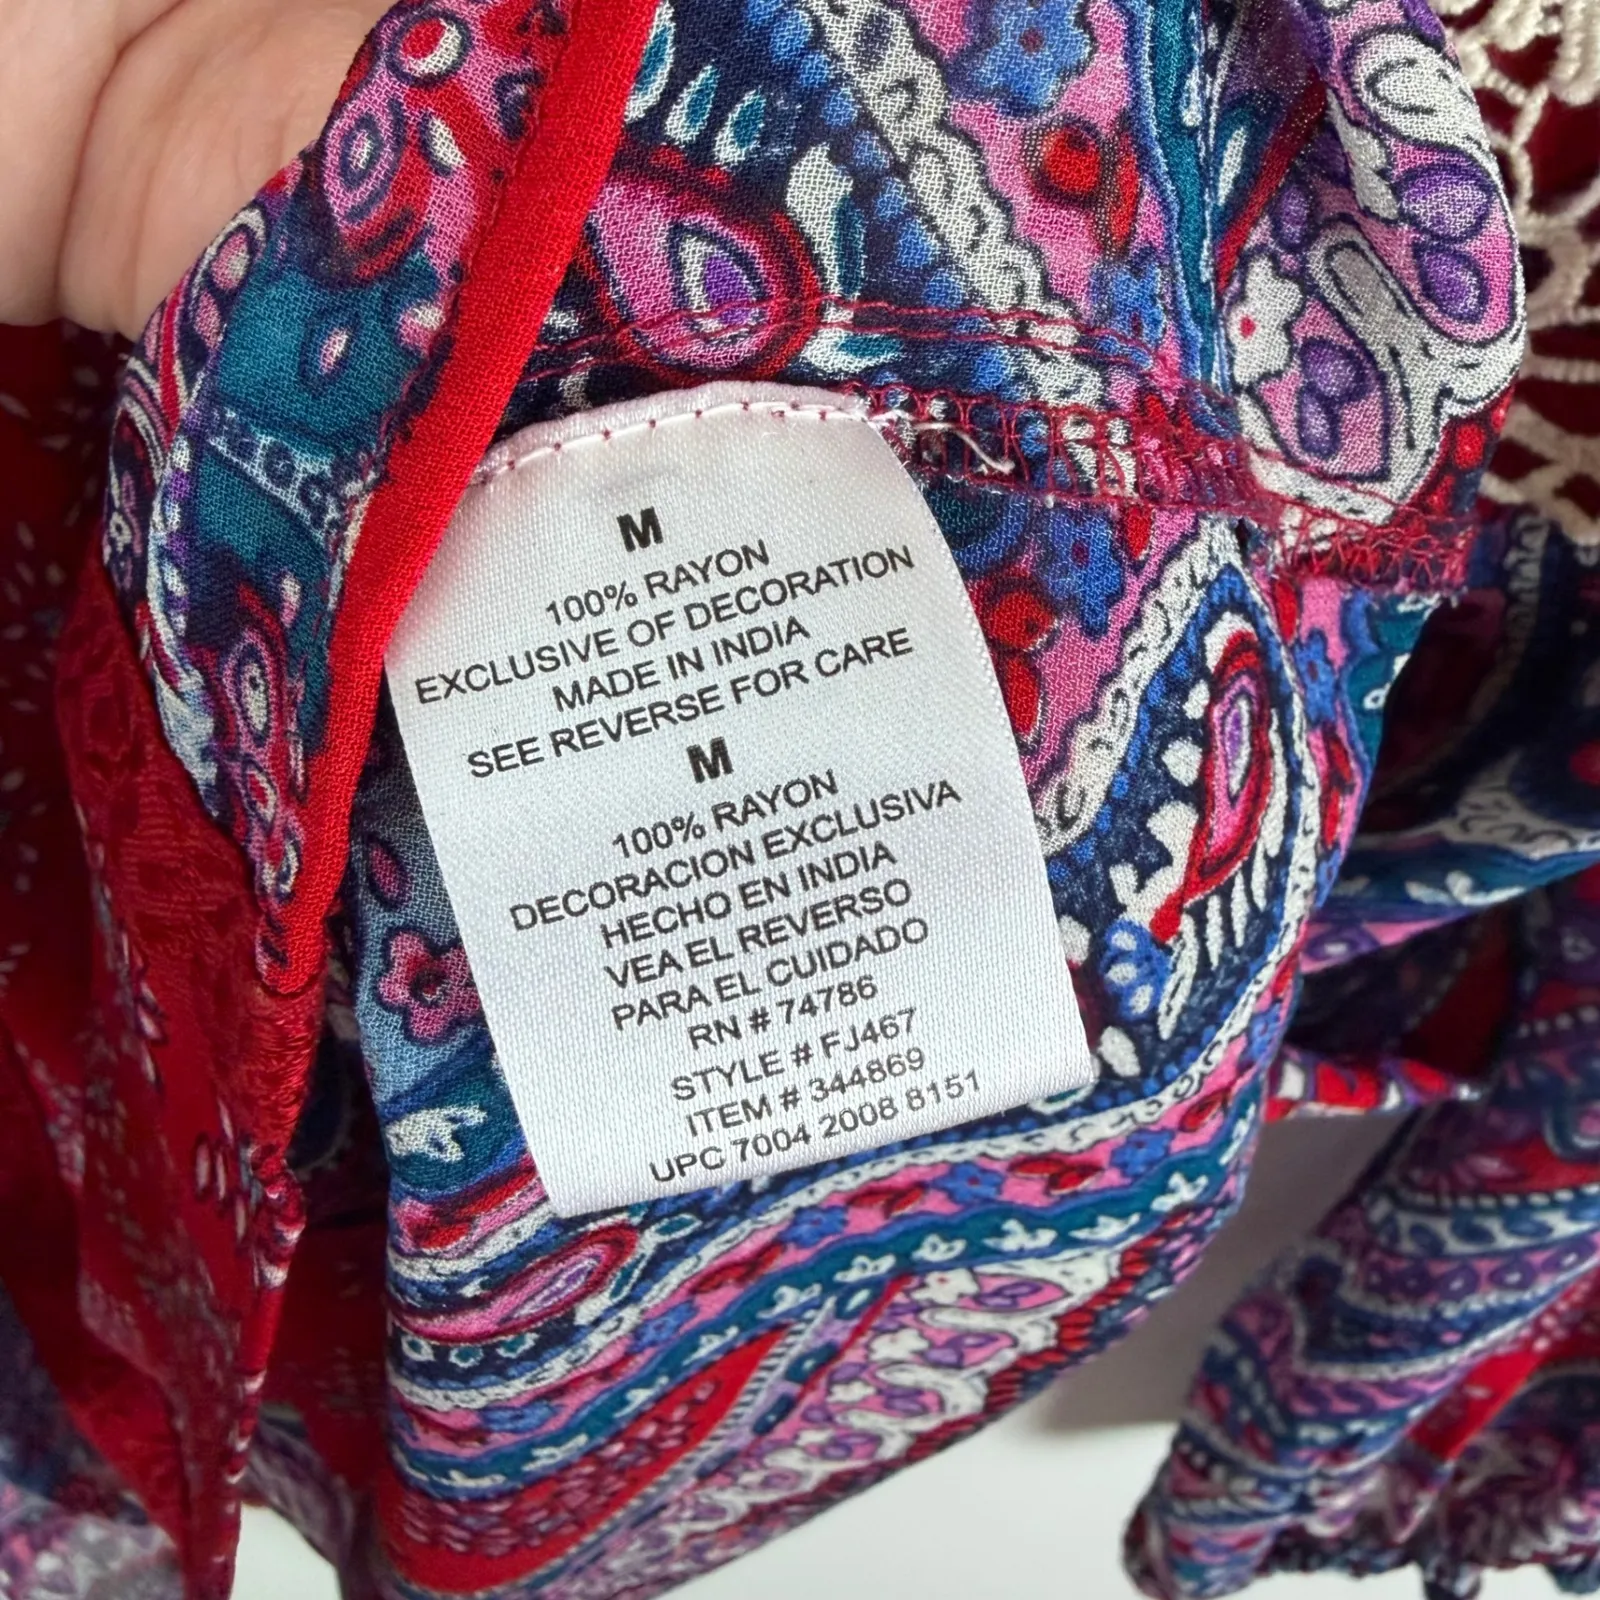 M
100% RAYON
EXCLUSIVE OF DECORATION
MADE IN INDIA
SEE REVERSE FOR CARE
M
100% RAYON
DECORACION EXCLUSIVA
HECHO EN INDIA
VEA EL REVERSO
PARA EL CUIDADO
RN # 74786
STYLE # FJ467
ITEM # 344869
UPC 7004 2008 8151